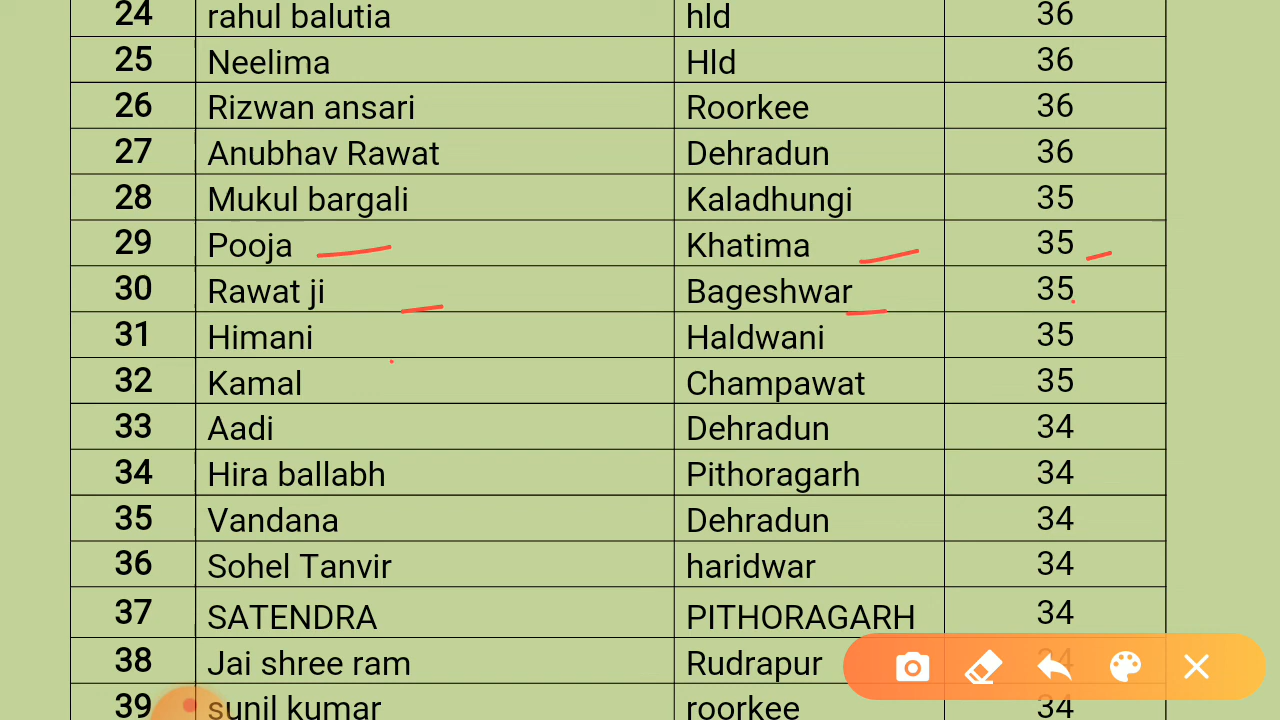 24 rahul balutia hld 36
25 Neelima Hld 36
26 Rizwan ansari Roorkee 36
27 Anubhav Rawat Dehradun 36
28 Mukul bargali Kaladhungi 35
29 Pooja Khatima 35
30 Rawat ji Bageshwar 35
31 Himani Haldwani 35
32 Kamal Champawat 35
33 Aadi Dehradun 34
34 Hira ballabh Pithoragarh 34
35 Vandana Dehradun 34
36 Sohel Tanvir haridwar 34
37 SATENDRA PITHORAGARH 34
38 Jai shree ram Rudrapur 34
39 sunil kumar roorkee 34